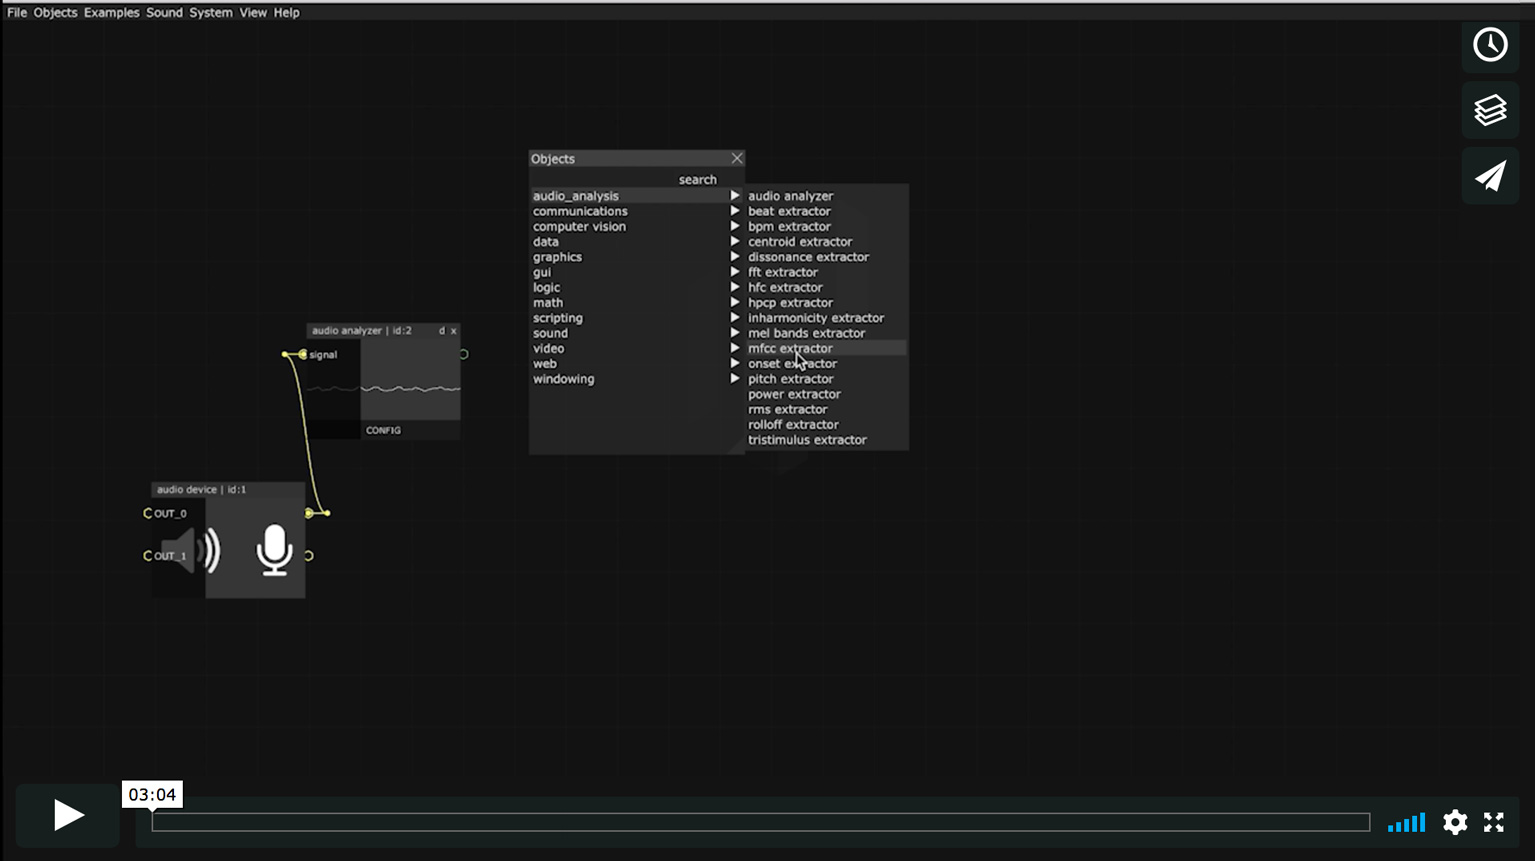 File Objects Examples Sound System View Help
Objects
search
audio_analysis
communications
computer vision
data
graphics
gui
logic
math
scripting
sound
video
web
windowing
audio analyzer
beat extractor
bpm extractor
centroid extractor
dissonance extractor
fft extractor
hfc extractor
hpcp extractor
inharmonicity extractor
mel bands extractor
mfcc extractor
onset extractor
pitch extractor
power extractor
rms extractor
rolloff extractor
tristimulus extractor
audio analyzer | id:2 d x
signal
CONFIG
audio device | id:1
OUT_0
OUT_1
03:04